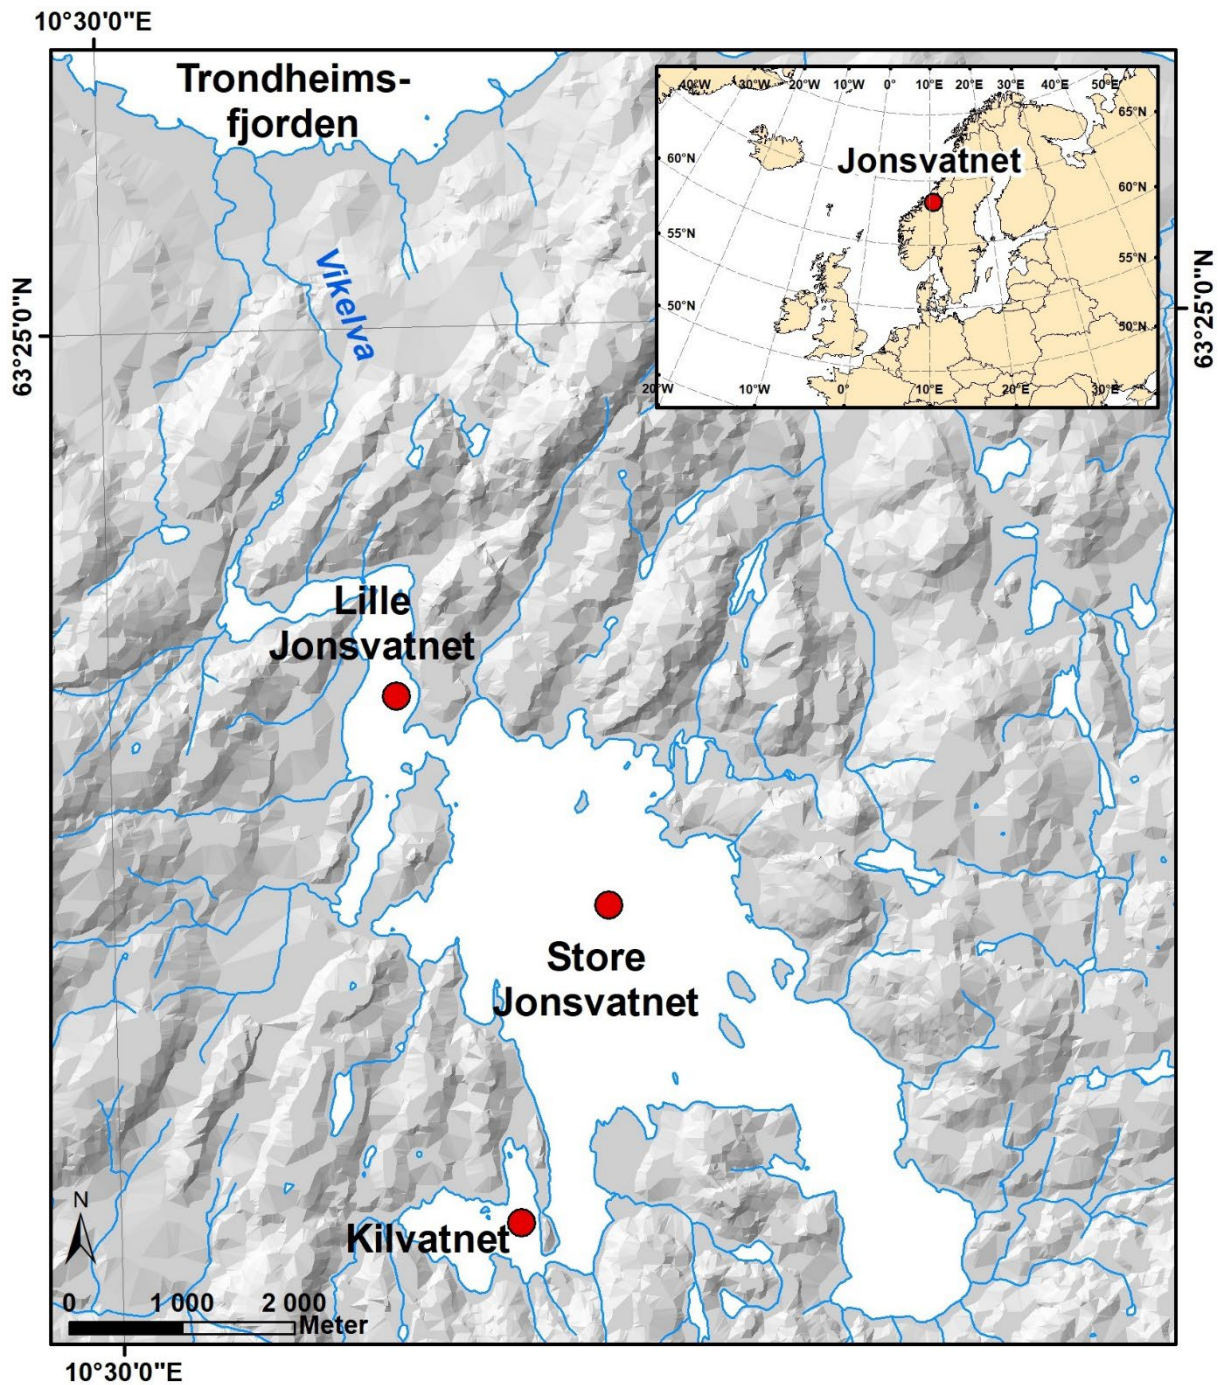 10°30'0"E
Trondheims-
fjorden
40°W 30°W 20°W 10°W 0° 10°E 20°E 30°E 40°E 50°E
65°N
60°N
60°N
55°N
55°N
50°N
50°N
20°W 10°W 0° 10°E 20°E 30°E
Jonsvatnet
Vikelva
63°25'0"N
63°25'0"N
Lille
Jonsvatnet
Store
Jonsvatnet
Kilvatnet
N
0 1 000 2 000
Meter
10°30'0"E